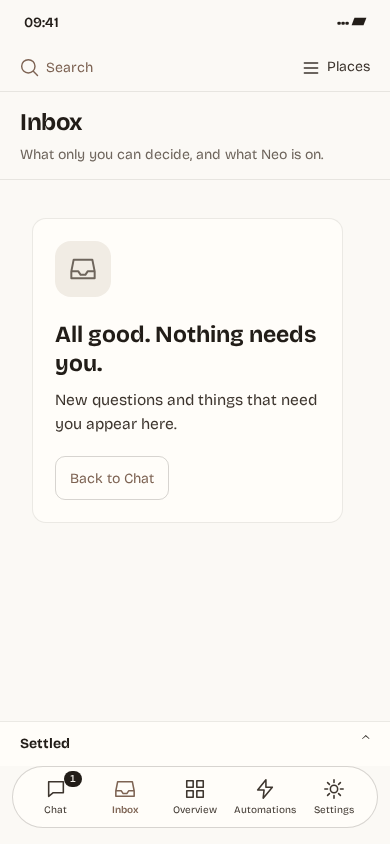 09:41
Search
Places
Inbox
What only you can decide, and what Neo is on.
All good. Nothing needs
you.
New questions and things that need
you appear here.
Back to Chat
Settled
1
Chat
Inbox
Overview
Automations
Settings